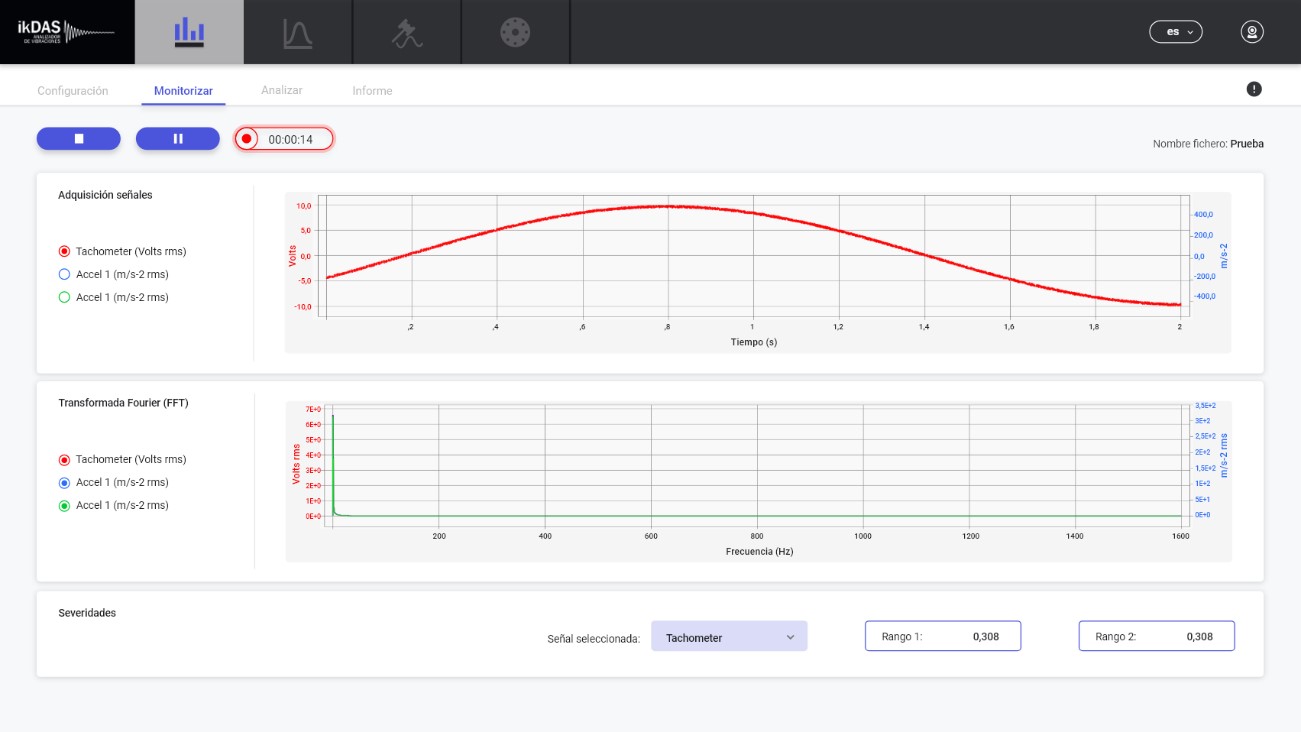 ikDAS
ANALIZADOR
DE VIBRACIONES
es
Configuración
Monitorizar
Analizar
Informe
00:00:14
Nombre fichero: Prueba
Adquisición señales
Tachometer (Volts rms)
Accel 1 (m/s-2 rms)
Accel 1 (m/s-2 rms)
Volts
10,0
5,0
0,0
-5,0
-10,0
400,0
200,0
0,0
-200,0
-400,0
m/s-2
,2
,4
,6
,8
1
1,2
1,4
1,6
1,8
2
Tiempo (s)
Transformada Fourier (FFT)
Tachometer (Volts rms)
Accel 1 (m/s-2 rms)
Accel 1 (m/s-2 rms)
Volts rms
7E+0
6E+0
5E+0
4E+0
3E+0
2E+0
1E+0
0E+0
3,5E+2
3E+2
2,5E+2
2E+2
1,5E+2
1E+2
5E+1
0E+0
m/s-2 rms
200
400
600
800
1000
1200
1400
1600
Frecuencia (Hz)
Severidades
Señal seleccionada:
Tachometer
Rango 1: 0,308
Rango 2: 0,308